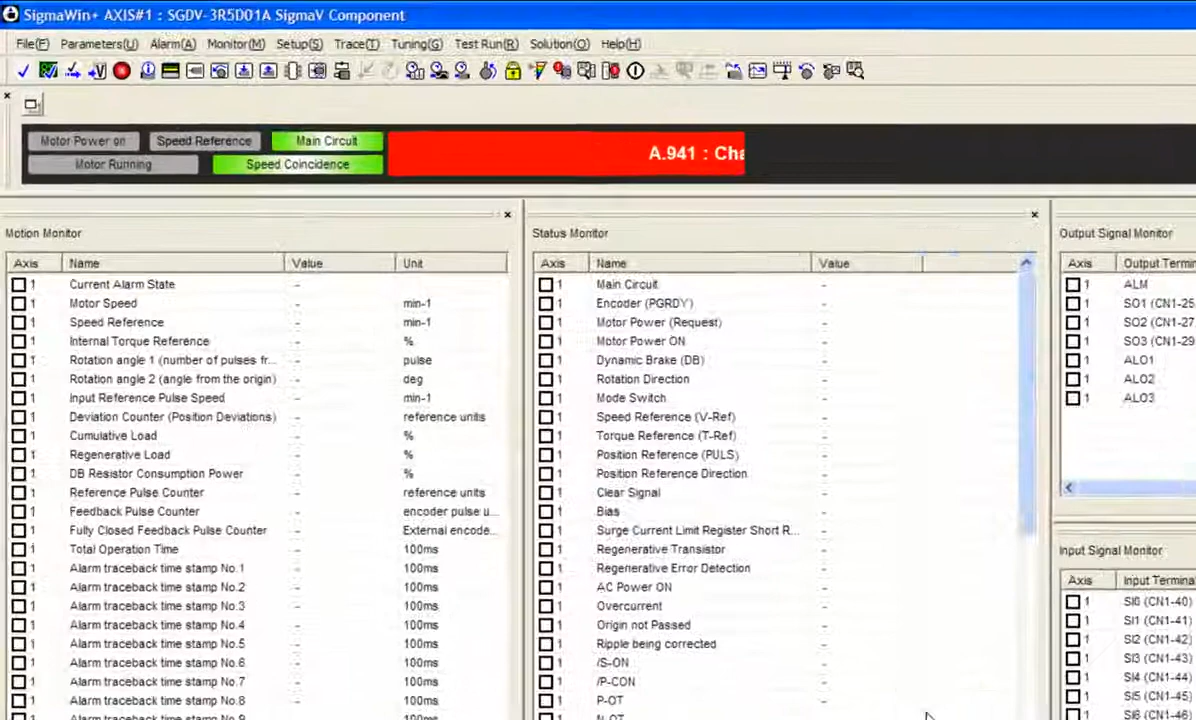 SigmaWin+ AXIS#1 : SGDV-3R5D01A SigmaV Component
File(F) Parameters(U) Alarm(A) Monitor(M) Setup(S) Trace(T) Tuning(G) Test Run(R) Solution(O) Help(H)
Motor Power on Speed Reference Main Circuit
Motor Running Speed Coincidence
A.941 : Cha
Motion Monitor
Axis Name Value Unit
1 Current Alarm State -
1 Motor Speed - min-1
1 Speed Reference - min-1
1 Internal Torque Reference - %
1 Rotation angle 1 (number of pulses fr... - pulse
1 Rotation angle 2 (angle from the origin) - deg
1 Input Reference Pulse Speed - min-1
1 Deviation Counter (Position Deviations) - reference units
1 Cumulative Load - %
1 Regenerative Load - %
1 DB Resistor Consumption Power - %
1 Reference Pulse Counter - reference units
1 Feedback Pulse Counter - encoder pulse u...
1 Fully Closed Feedback Pulse Counter - External encode...
1 Total Operation Time - 100ms
1 Alarm traceback time stamp No.1 - 100ms
1 Alarm traceback time stamp No.2 - 100ms
1 Alarm traceback time stamp No.3 - 100ms
1 Alarm traceback time stamp No.4 - 100ms
1 Alarm traceback time stamp No.5 - 100ms
1 Alarm traceback time stamp No.6 - 100ms
1 Alarm traceback time stamp No.7 - 100ms
1 Alarm traceback time stamp No.8 - 100ms
1 Alarm traceback time stamp No.9 - 100ms
Status Monitor
Axis Name Value
1 Main Circuit -
1 Encoder (PGRDY) -
1 Motor Power (Request) -
1 Motor Power ON -
1 Dynamic Brake (DB) -
1 Rotation Direction -
1 Mode Switch -
1 Speed Reference (V-Ref) -
1 Torque Reference (T-Ref) -
1 Position Reference (PULS) -
1 Position Reference Direction -
1 Clear Signal -
1 Bias -
1 Surge Current Limit Register Short R... -
1 Regenerative Transistor -
1 Regenerative Error Detection -
1 AC Power ON -
1 Overcurrent -
1 Origin not Passed -
1 Ripple being corrected -
1 /S-ON -
1 /P-CON -
1 P-OT -
1 N-OT -
Output Signal Monitor
Axis Output Termin
1 ALM
1 SO1 (CN1-25
1 SO2 (CN1-27
1 SO3 (CN1-29
1 ALO1
1 ALO2
1 ALO3
Input Signal Monitor
Axis Input Terminal
1 SI0 (CN1-40)
1 SI1 (CN1-41)
1 SI2 (CN1-42)
1 SI3 (CN1-43)
1 SI4 (CN1-44)
1 SI5 (CN1-45)
1 SI6 (CN1-46)